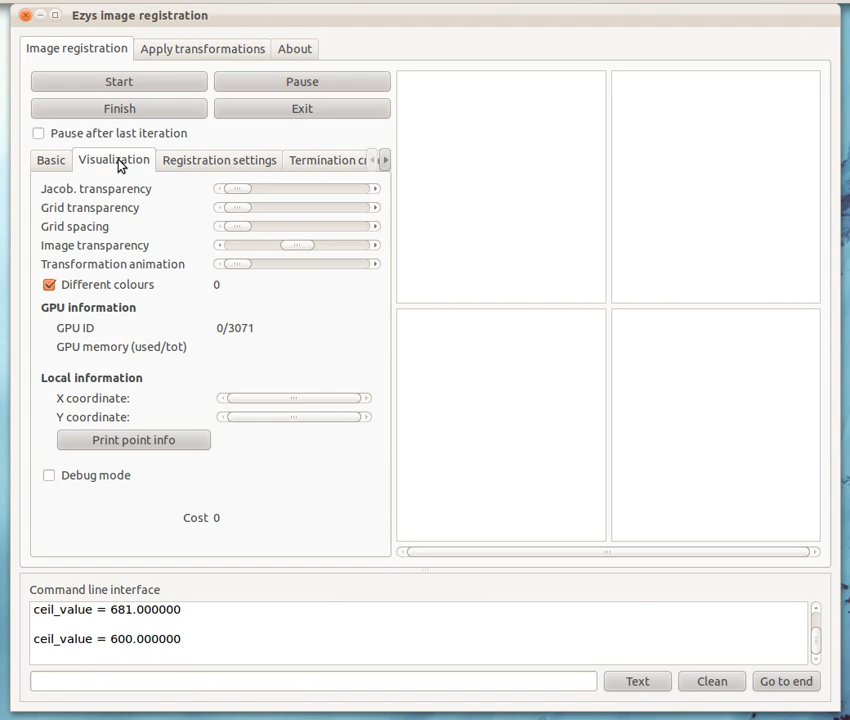 Ezys image registration
Image registration
Apply transformations
About
Start
Pause
Finish
Exit
Pause after last iteration
Basic
Visualization
Registration settings
Termination cr
Jacob. transparency
Grid transparency
Grid spacing
Image transparency
Transformation animation
Different colours
0
GPU information
GPU ID
0/3071
GPU memory (used/tot)
Local information
X coordinate:
Y coordinate:
Print point info
Debug mode
Cost 0
Command line interface
ceil_value = 681.000000
ceil_value = 600.000000
Text
Clean
Go to end